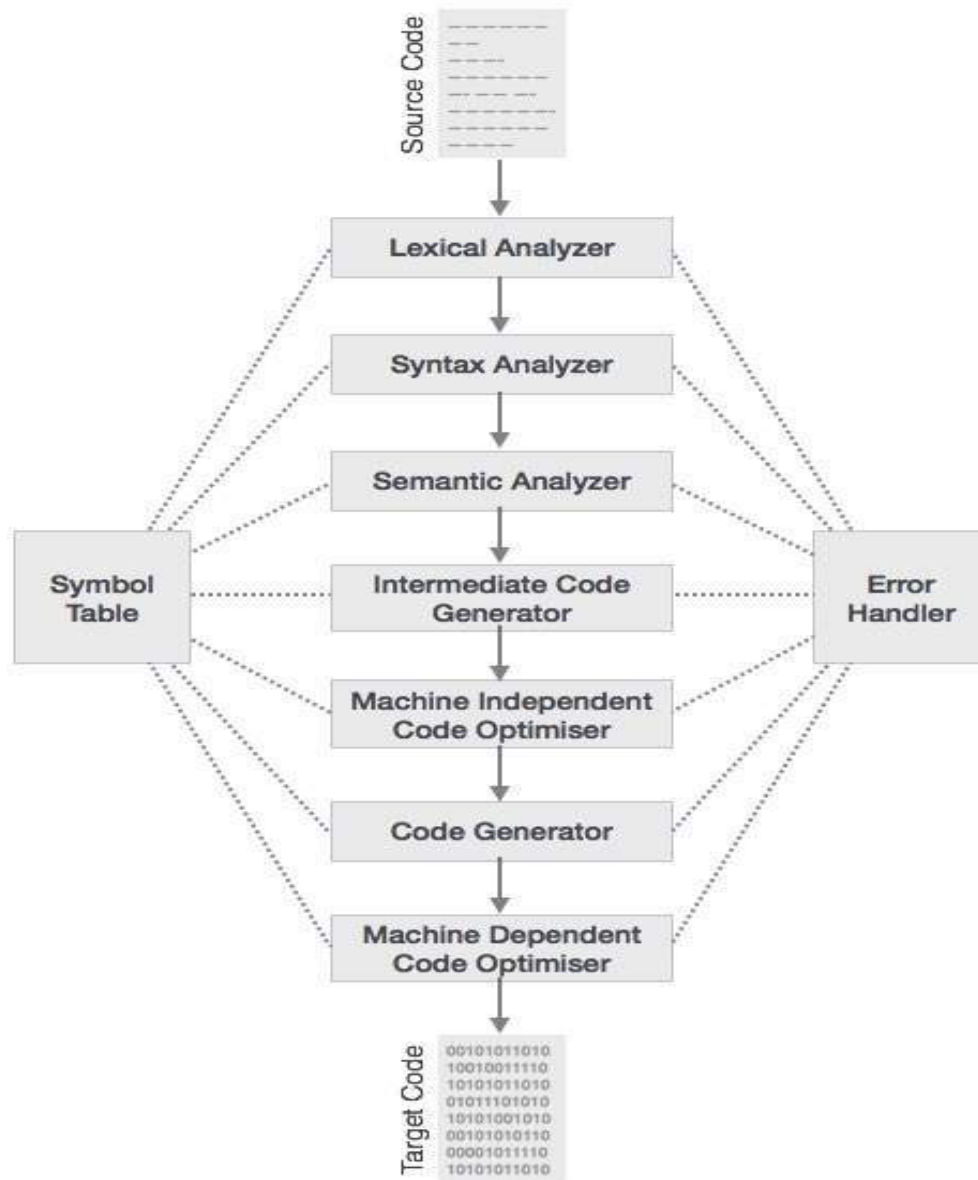 Source Code
Lexical Analyzer
Syntax Analyzer
Semantic Analyzer
Symbol
Table
Intermediate Code
Generator
Error
Handler
Machine Independent
Code Optimiser
Code Generator
Machine Dependent
Code Optimiser
Target Code
00101011010
10010011110
10101011010
01011101010
10101001010
00101010110
00001011110
10101011010